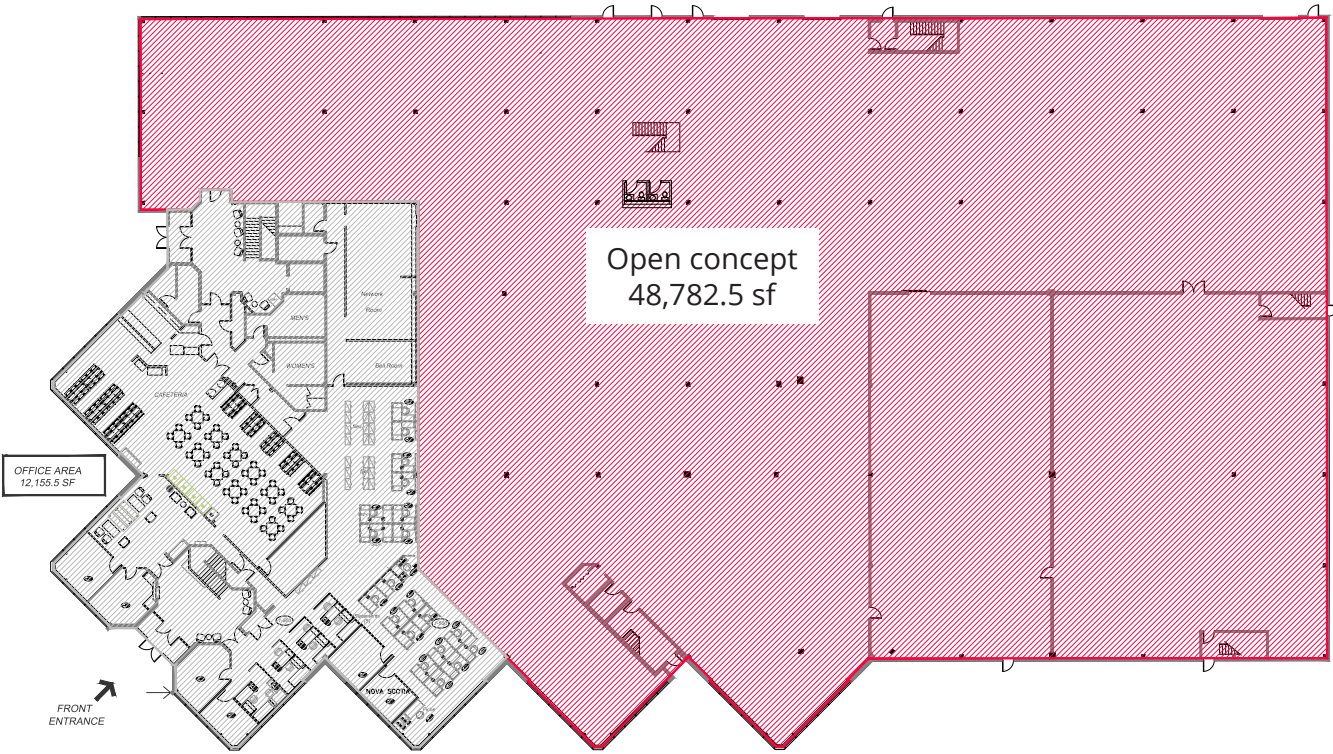 Open concept
48,782.5 sf
Network
Room
MEN'S
WOMEN'S
Bell Room
CAFETERIA
OFFICE AREA
12,155.5 SF
NOVA SCOTIA
FRONT
ENTRANCE